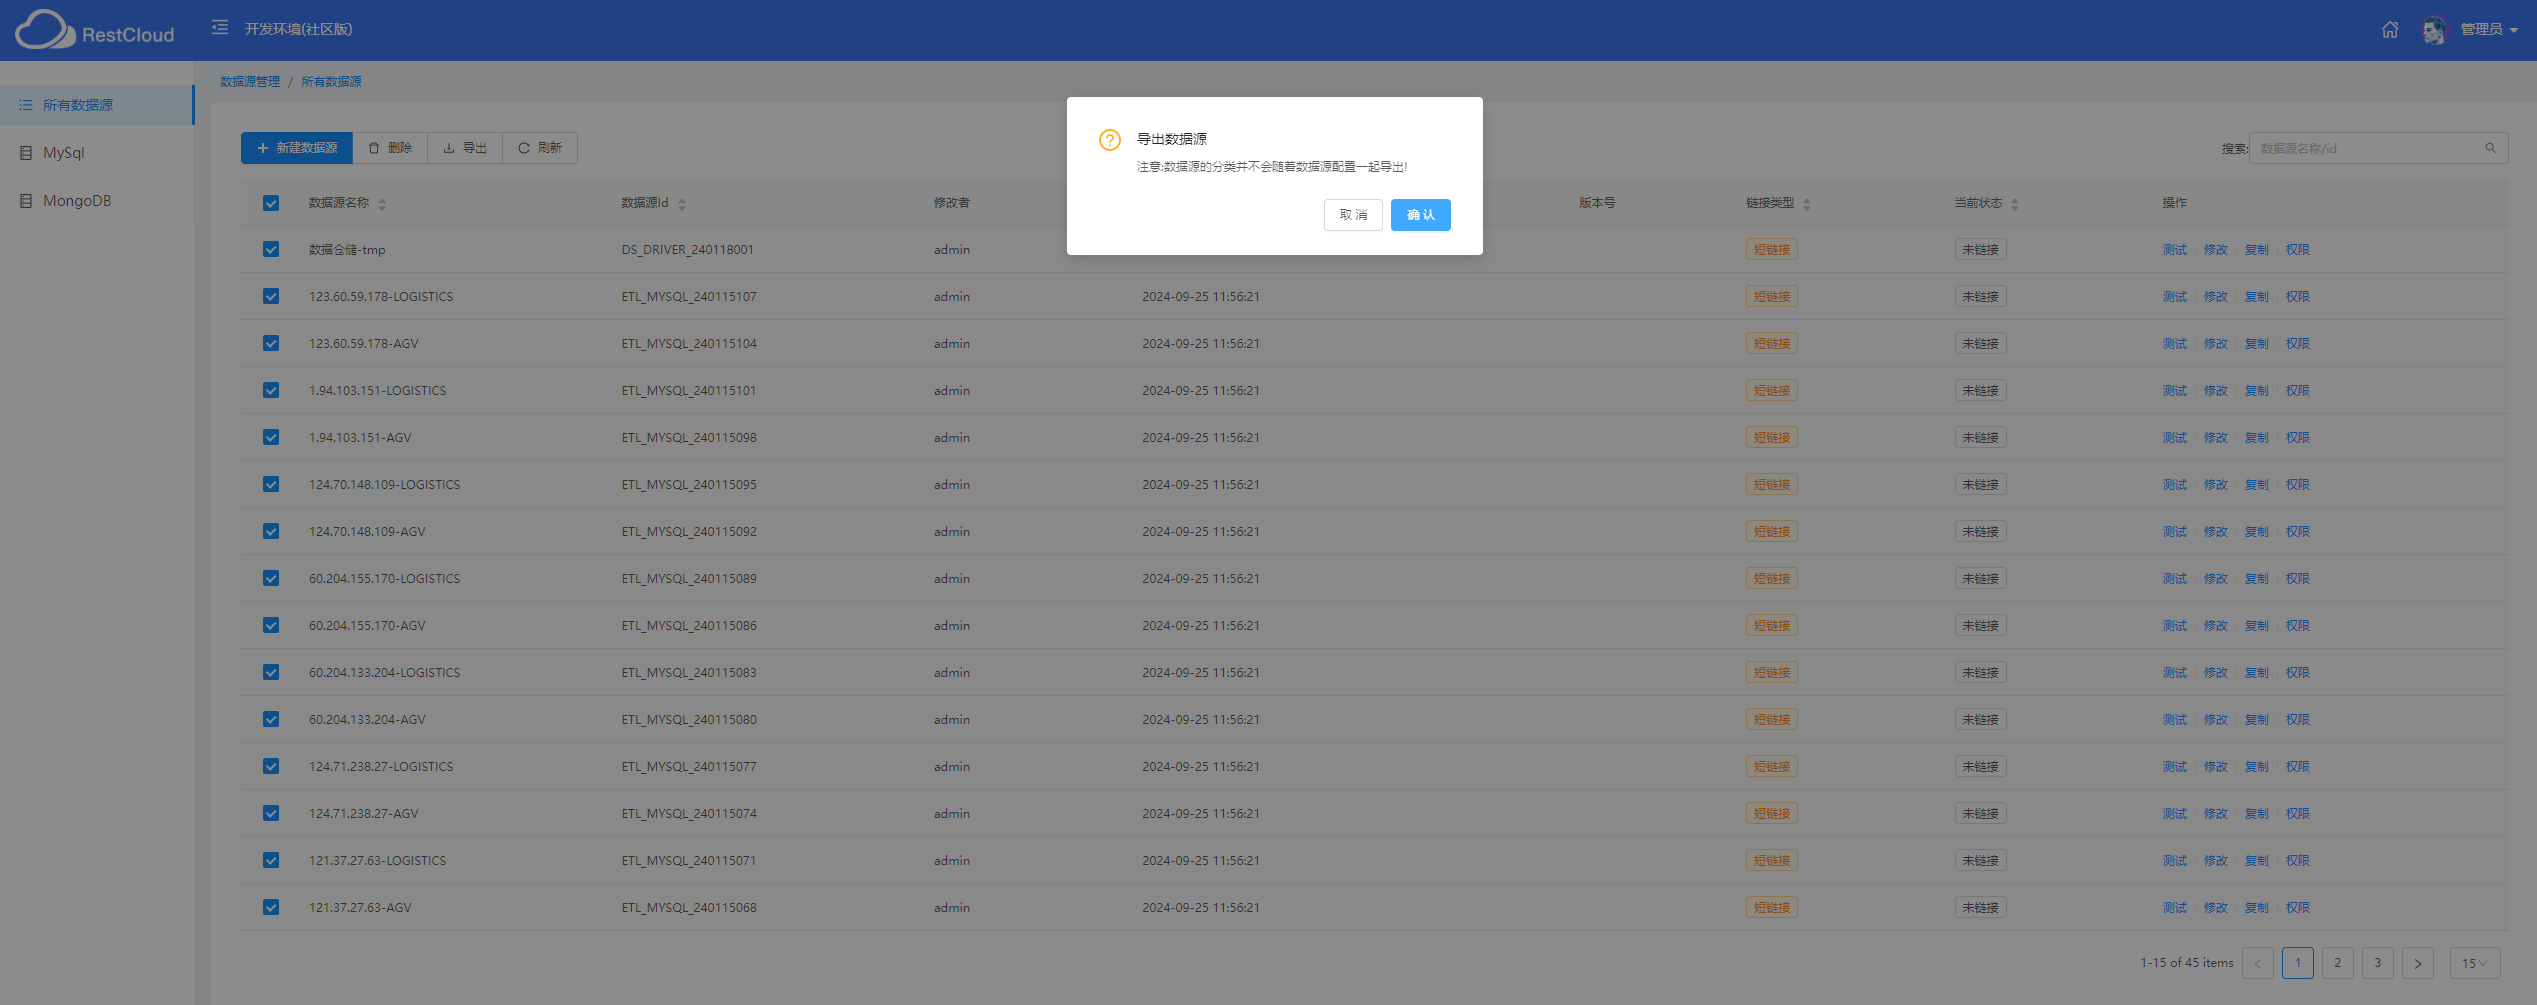 RestCloud 开发环境(社区版) 管理员
数据源管理 / 所有数据源
所有数据源
MySql
MongoDB
导出数据源
注意:数据源的分类并不会随着数据源配置一起导出!
取 消 确 认
新建数据源 删除 导出 刷新 搜索: 数据源名称/id
数据源名称 数据源Id 修改者 版本号 链接类型 当前状态 操作
数据仓储-tmp DS_DRIVER_240118001 admin 短链接 未链接 测试 修改 复制 权限
123.60.59.178-LOGISTICS ETL_MYSQL_240115107 admin 2024-09-25 11:56:21 短链接 未链接 测试 修改 复制 权限
123.60.59.178-AGV ETL_MYSQL_240115104 admin 2024-09-25 11:56:21 短链接 未链接 测试 修改 复制 权限
1.94.103.151-LOGISTICS ETL_MYSQL_240115101 admin 2024-09-25 11:56:21 短链接 未链接 测试 修改 复制 权限
1.94.103.151-AGV ETL_MYSQL_240115098 admin 2024-09-25 11:56:21 短链接 未链接 测试 修改 复制 权限
124.70.148.109-LOGISTICS ETL_MYSQL_240115095 admin 2024-09-25 11:56:21 短链接 未链接 测试 修改 复制 权限
124.70.148.109-AGV ETL_MYSQL_240115092 admin 2024-09-25 11:56:21 短链接 未链接 测试 修改 复制 权限
60.204.155.170-LOGISTICS ETL_MYSQL_240115089 admin 2024-09-25 11:56:21 短链接 未链接 测试 修改 复制 权限
60.204.155.170-AGV ETL_MYSQL_240115086 admin 2024-09-25 11:56:21 短链接 未链接 测试 修改 复制 权限
60.204.133.204-LOGISTICS ETL_MYSQL_240115083 admin 2024-09-25 11:56:21 短链接 未链接 测试 修改 复制 权限
60.204.133.204-AGV ETL_MYSQL_240115080 admin 2024-09-25 11:56:21 短链接 未链接 测试 修改 复制 权限
124.71.238.27-LOGISTICS ETL_MYSQL_240115077 admin 2024-09-25 11:56:21 短链接 未链接 测试 修改 复制 权限
124.71.238.27-AGV ETL_MYSQL_240115074 admin 2024-09-25 11:56:21 短链接 未链接 测试 修改 复制 权限
121.37.27.63-LOGISTICS ETL_MYSQL_240115071 admin 2024-09-25 11:56:21 短链接 未链接 测试 修改 复制 权限
121.37.27.63-AGV ETL_MYSQL_240115068 admin 2024-09-25 11:56:21 短链接 未链接 测试 修改 复制 权限
1-15 of 45 items < 1 2 3 > 15